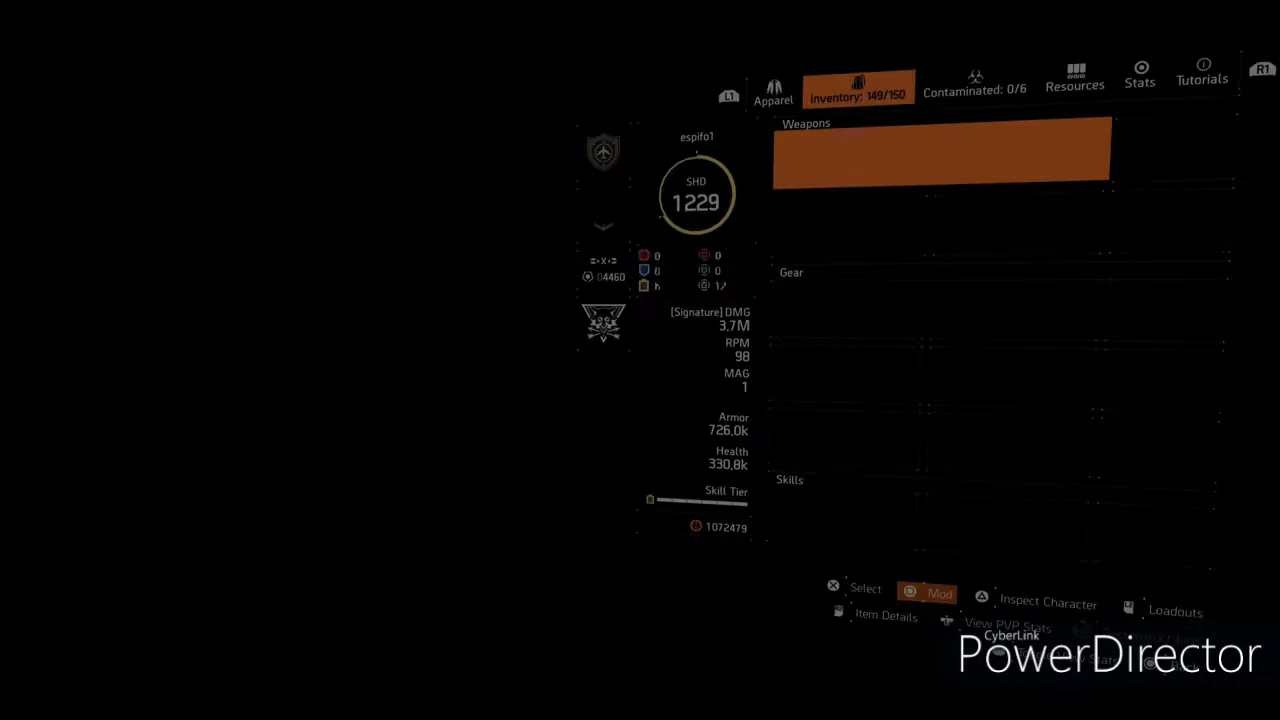 L1
Apparel
Inventory: 149/150
Contaminated: 0/6
Resources
Stats
Tutorials
R1
Weapons
espifo1
SHD
1229
0 0
0 0
12
04460
Gear
[Signature] DMG
3,7M
RPM
98
MAG
1
Armor
726,0k
Health
330,8k
Skills
Skill Tier
1072479
Select
Mod
Inspect Character
Loadouts
Item Details
View PVP Stats
CyberLink
PowerDirector